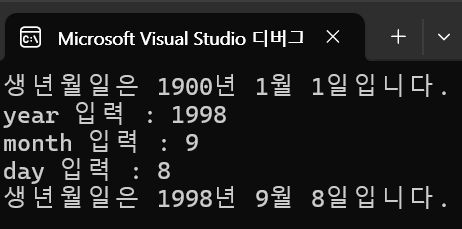 Microsoft Visual Studio 디버그
생년월일은 1900년 1월 1일입니다.
year 입력 : 1998
month 입력 : 9
day 입력 : 8
생년월일은 1998년 9월 8일입니다.